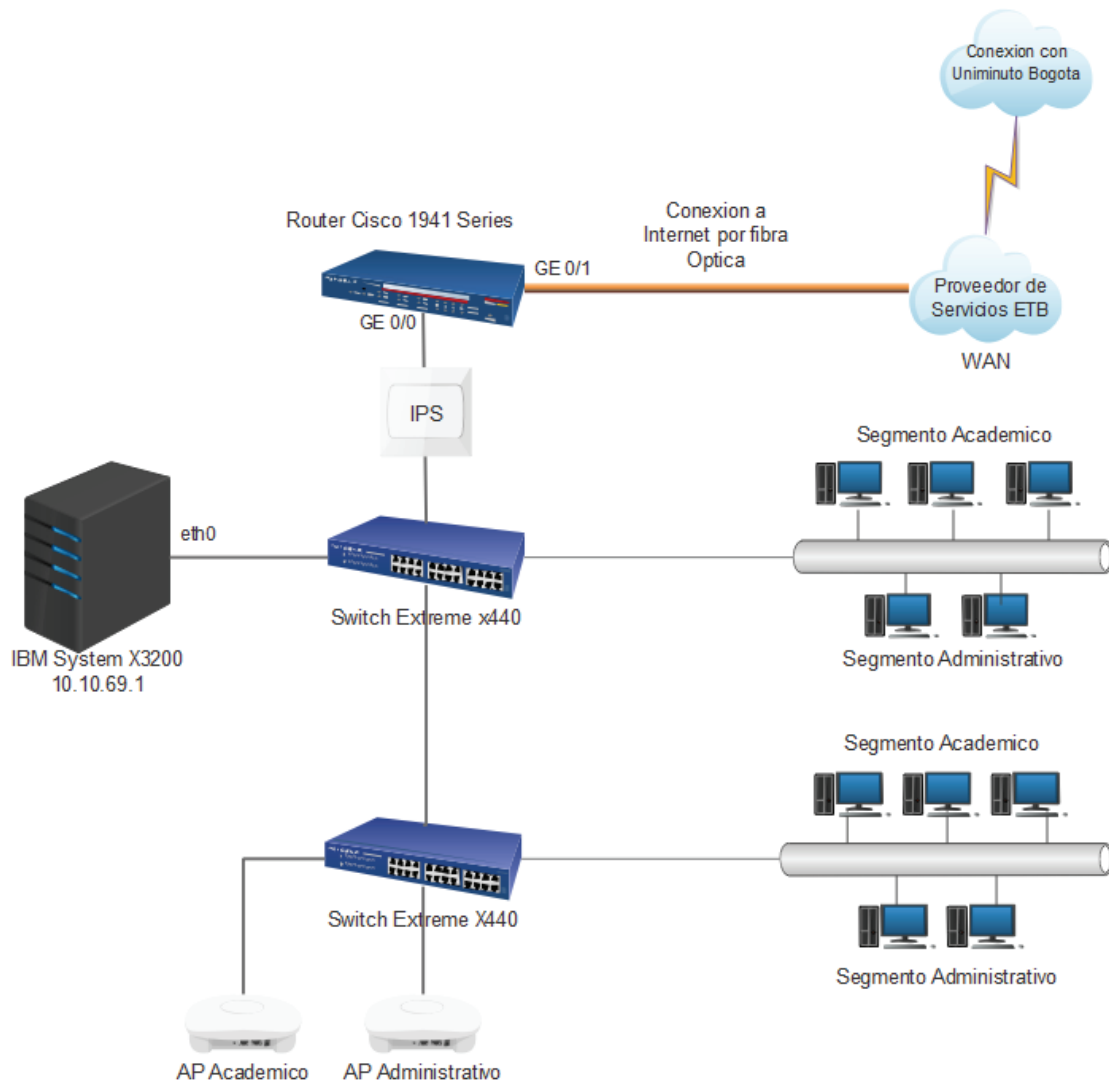 Conexion con
Uniminuto Bogota
Router Cisco 1941 Series
Conexion a
Internet por fibra
Optica
GE 0/1
GE 0/0
Proveedor de
Servicios ETB
WAN
IPS
Segmento Academico
eth0
Switch Extreme x440
Segmento Administrativo
IBM System X3200
10.10.69.1
Segmento Academico
Switch Extreme X440
Segmento Administrativo
AP Academico
AP Administrativo